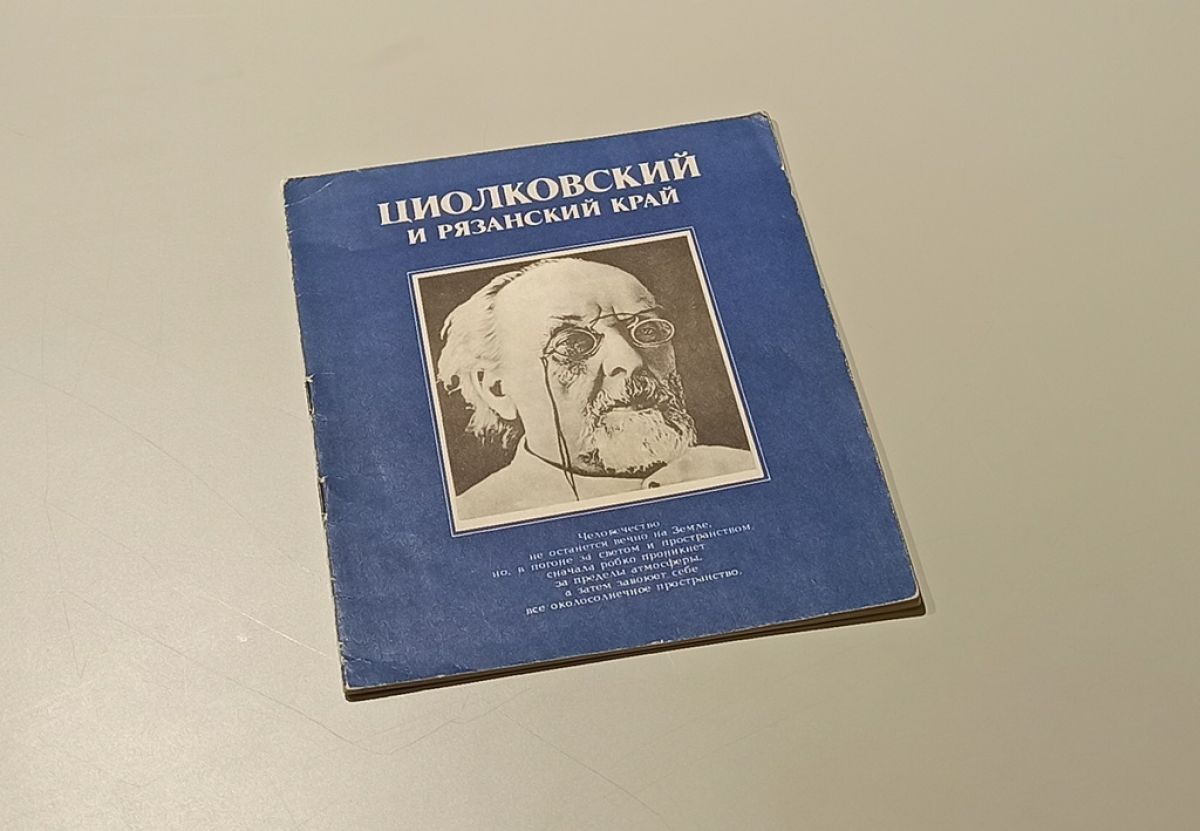 ЦИОЛКОВСКИЙ
И РЯЗАНСКИЙ КРАЙ
Человечество
не останется вечно на Земле,
но, в погоне за светом и пространством,
сначала робко проникнет
за пределы атмосферы,
а затем завоюет себе
все околосолнечное пространство.